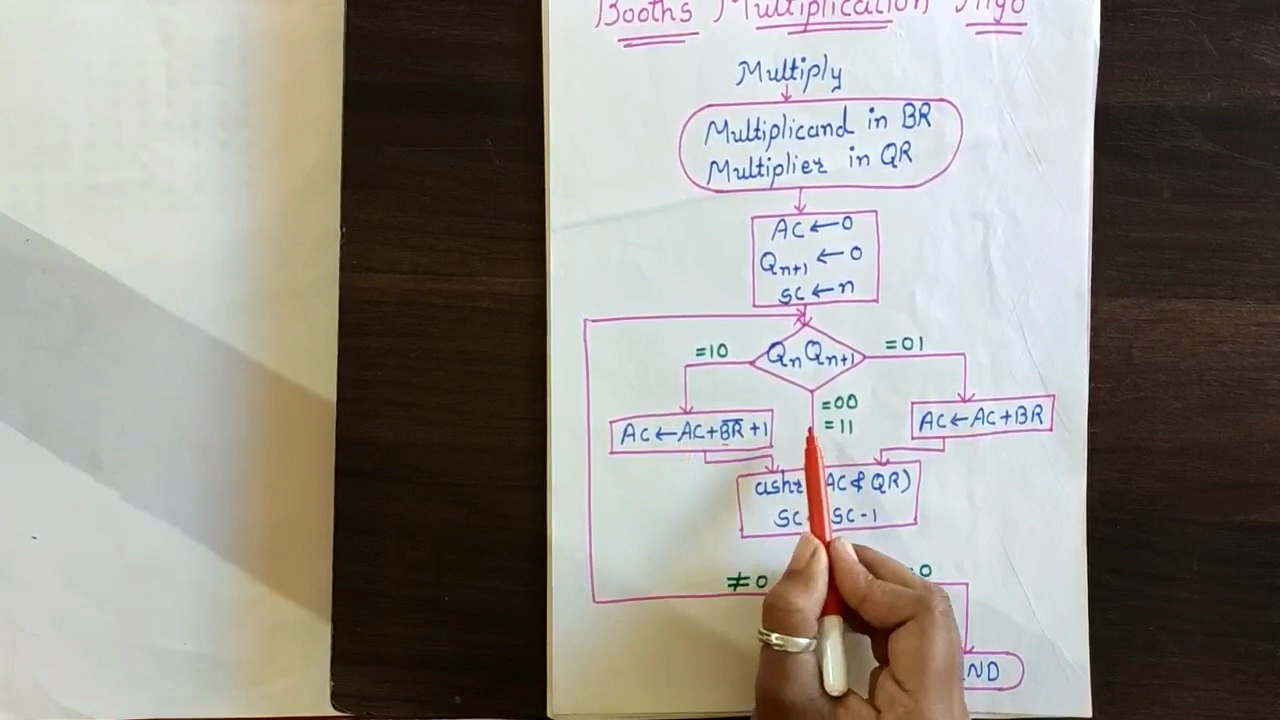 Booths Multiplication Algo
Multiply
Multiplicand in BR
Multiplier in QR
AC ← 0
Qn+1 ← 0
SC ← n
=10
QnQn+1
=01
=00
=11
AC ← AC + B̅R̅ + 1
AC ← AC + BR
ashr (AC & QR)
SC SC - 1
≠ 0
0
ND